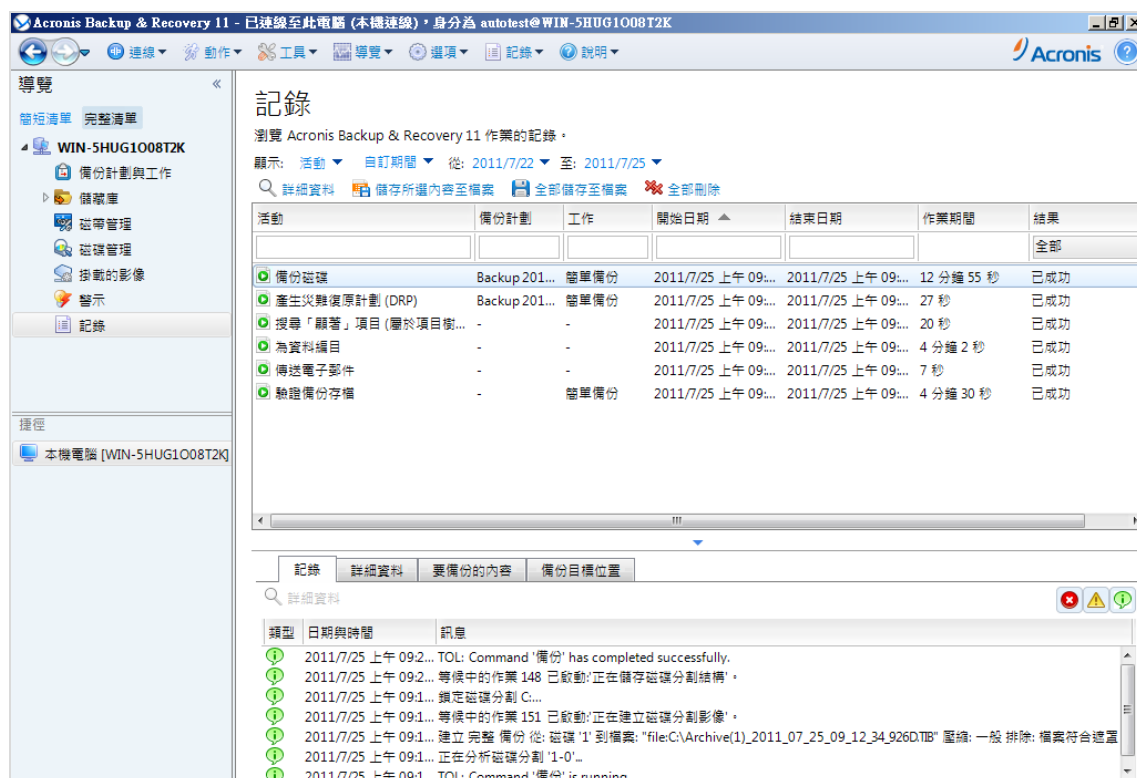 Acronis Backup & Recovery 11 - 已連線至此電腦 (本機連線)，身分為 autotest@WIN-5HUG1O08T2K
連線 動作 工具 導覽 選項 記錄 說明 Acronis
導覽
簡短清單 完整清單
WIN-5HUG1O08T2K
備份計劃與工作
儲藏庫
磁帶管理
磁碟管理
掛載的影像
警示
記錄
捷徑
本機電腦 [WIN-5HUG1O08T2K]
記錄
瀏覽 Acronis Backup & Recovery 11 作業的記錄。
顯示: 活動 自訂期間 從: 2011/7/22 至: 2011/7/25
詳細資料 儲存所選內容至檔案 全部儲存至檔案 全部刪除
活動 備份計劃 工作 開始日期 結束日期 作業期間 結果
全部
備份磁碟 Backup 201... 簡單備份 2011/7/25 上午 09:... 2011/7/25 上午 09:... 12 分鐘 55 秒 已成功
產生災難復原計劃 (DRP) Backup 201... 簡單備份 2011/7/25 上午 09:... 2011/7/25 上午 09:... 27 秒 已成功
搜尋「顯著」項目 (屬於項目樹... - - 2011/7/25 上午 09:... 2011/7/25 上午 09:... 20 秒 已成功
為資料編目 - - 2011/7/25 上午 09:... 2011/7/25 上午 09:... 4 分鐘 2 秒 已成功
傳送電子郵件 - - 2011/7/25 上午 09:... 2011/7/25 上午 09:... 7 秒 已成功
驗證備份存檔 - 簡單備份 2011/7/25 上午 09:... 2011/7/25 上午 09:... 4 分鐘 30 秒 已成功
記錄 詳細資料 要備份的內容 備份目標位置
詳細資料
類型 日期與時間 訊息
2011/7/25 上午 09:2... TOL: Command '備份' has completed successfully.
2011/7/25 上午 09:2... 等候中的作業 148 已啟動:'正在儲存磁碟分割結構'。
2011/7/25 上午 09:1... 鎖定磁碟分割 C:...
2011/7/25 上午 09:1... 等候中的作業 151 已啟動:'正在建立磁碟分割影像'。
2011/7/25 上午 09:1... 建立 完整 備份 從: 磁碟 '1' 到檔案: "file:C:\Archive(1)_2011_07_25_09_12_34_926D.TIB" 壓縮: 一般 排除: 檔案符合遮罩
2011/7/25 上午 09:1... 正在分析磁碟分割 '1-0'...
2011/7/25 上午 09:1... TOL: Command '備份' is running.